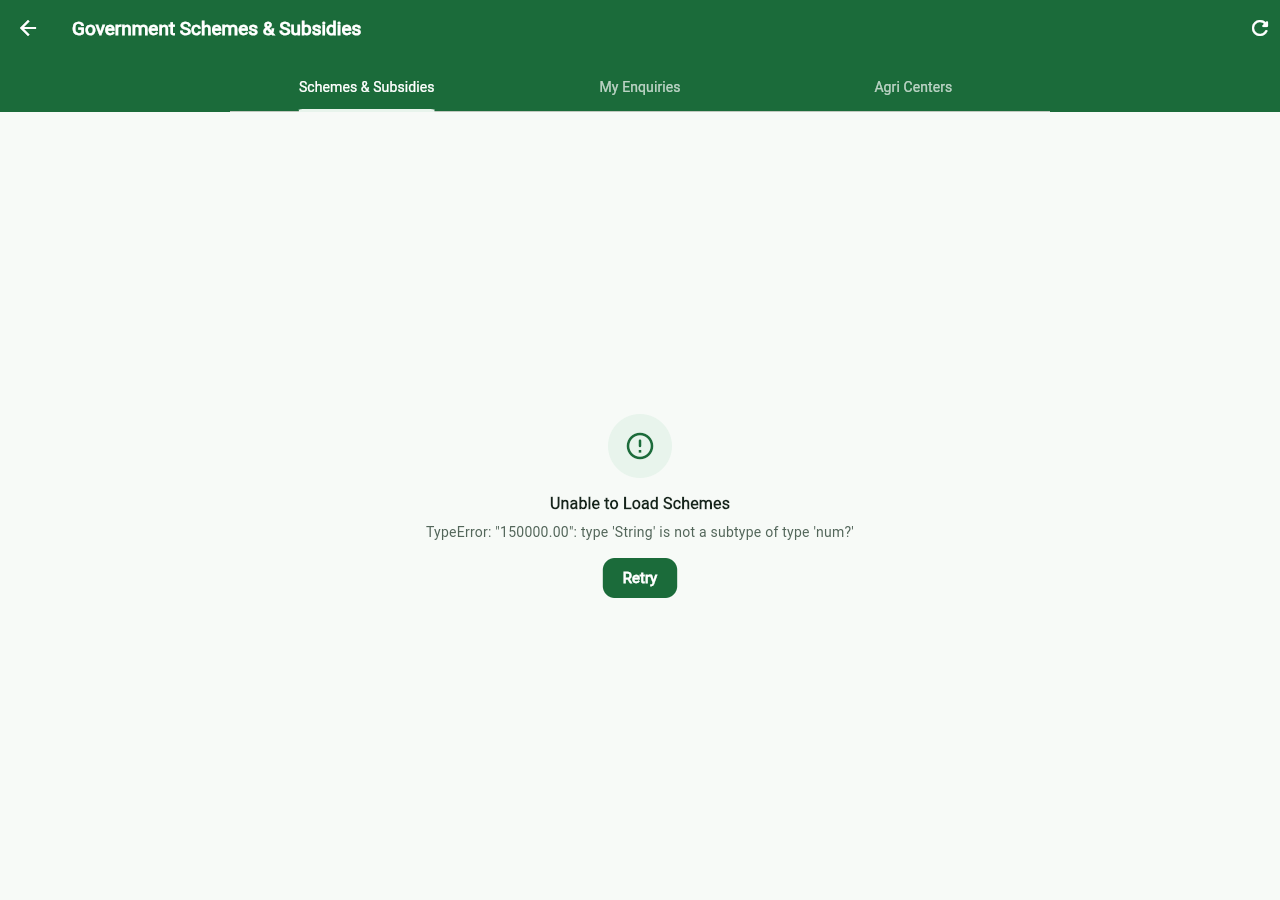 Government Schemes & Subsidies
Schemes & Subsidies
My Enquiries
Agri Centers
Unable to Load Schemes
TypeError: "150000.00": type 'String' is not a subtype of type 'num?'
Retry